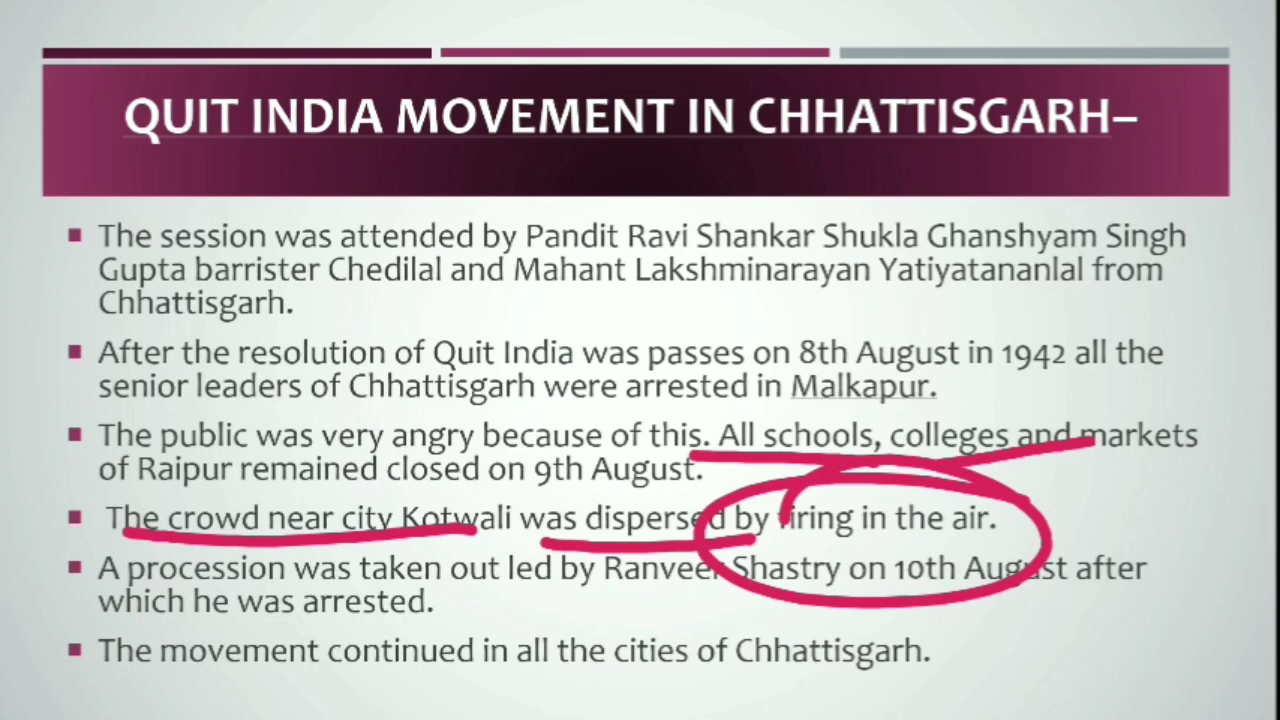 QUIT INDIA MOVEMENT IN CHHATTISGARH–
▪ The session was attended by Pandit Ravi Shankar Shukla Ghanshyam Singh
Gupta barrister Chedilal and Mahant Lakshminarayan Yatiyatananlal from
Chhattisgarh.
▪ After the resolution of Quit India was passes on 8th August in 1942 all the
senior leaders of Chhattisgarh were arrested in Malkapur.
▪ The public was very angry because of this. All schools, colleges and markets
of Raipur remained closed on 9th August.
▪ The crowd near city Kotwali was dispersed by firing in the air.
▪ A procession was taken out led by Ranveer Shastry on 10th August after
which he was arrested.
▪ The movement continued in all the cities of Chhattisgarh.